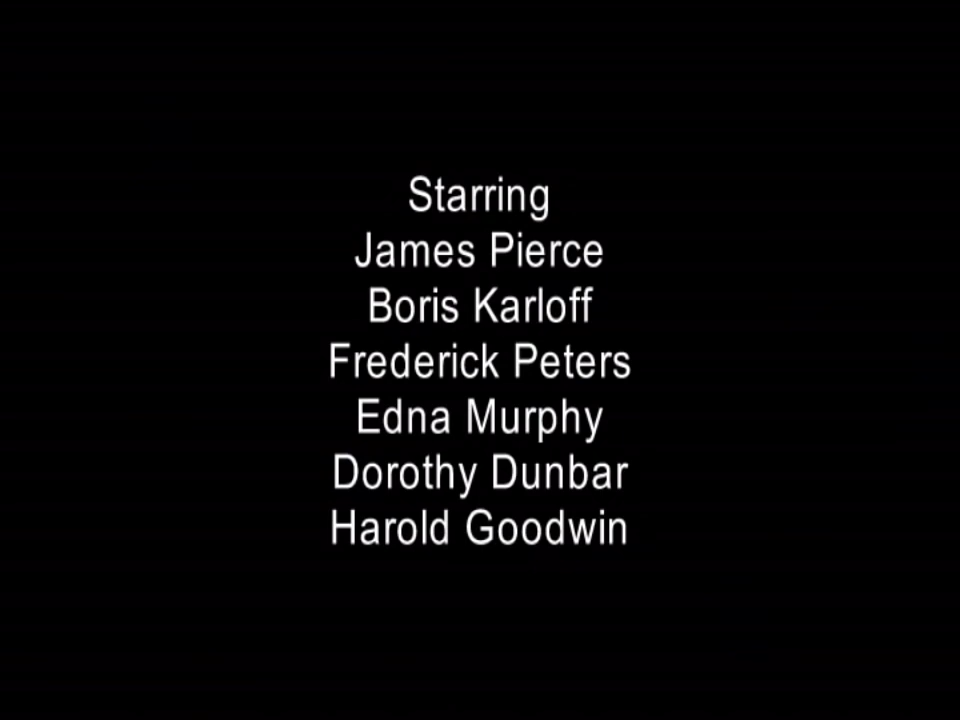 Starring
James Pierce
Boris Karloff
Frederick Peters
Edna Murphy
Dorothy Dunbar
Harold Goodwin